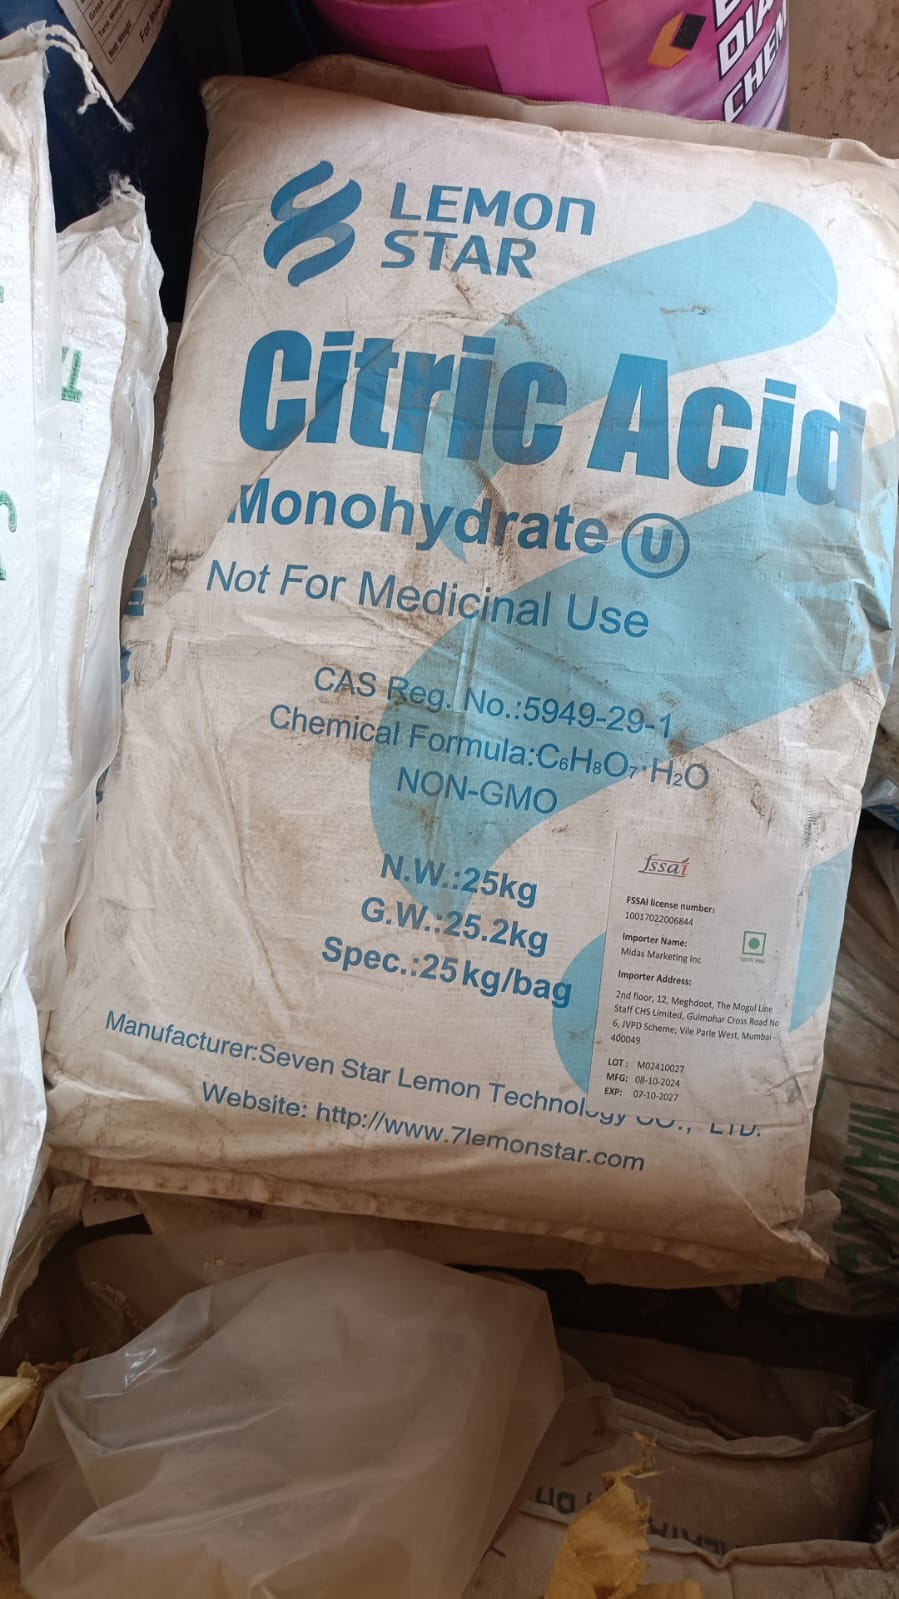 LEMON
STAR
Citric Acid
Monohydrate U
Not For Medicinal Use
CAS Reg. No.:5949-29-1
Chemical Formula:C₆H₈O₇·H₂O
NON-GMO
N.W.:25kg
G.W.:25.2kg
Spec.:25kg/bag
fssai
FSSAI license number:
10017022006844
Importer Name:
Midas Marketing Inc
Importer Address:
2nd floor, 12, Meghdoot, The Mogul Line
Staff CHS Limited, Gulmohar Cross Road No
6, JVPD Scheme, Vile Parle West, Mumbai -
400049
LOT: M02410027
MFG: 08-10-2024
EXP: 07-10-2027
Manufacturer:Seven Star Lemon Technology CO., LTD.
Website: http://www.7lemonstar.com